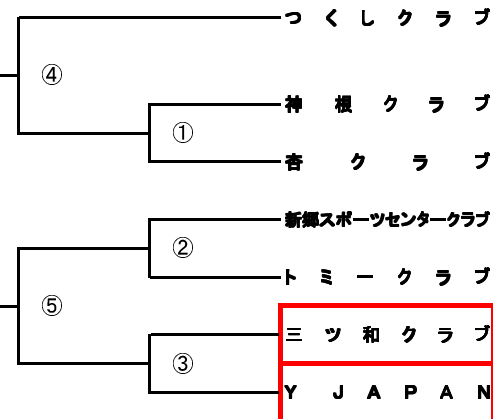 つくしクラブ
④
神根クラブ
①
杏クラブ
新郷スポーツセンタークラブ
②
トミークラブ
⑤
三ツ和クラブ
③
Y JAPAN